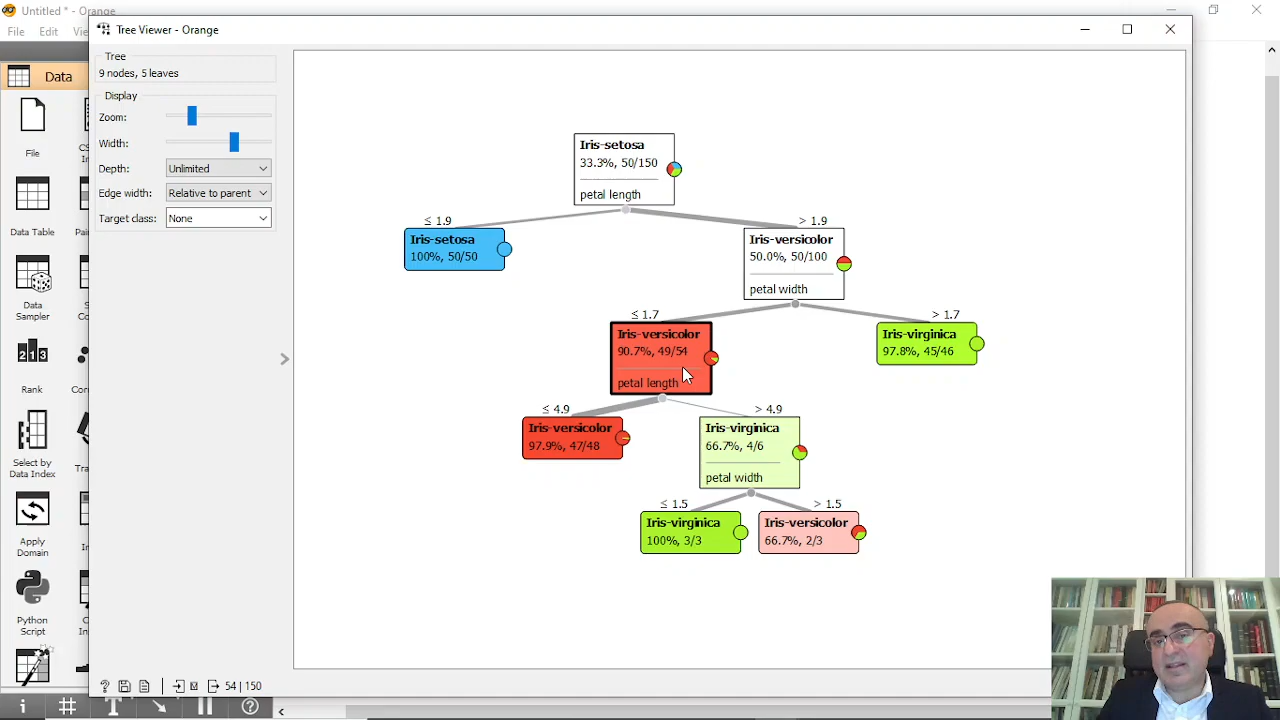 Untitled * - Orange
File Edit
Tree Viewer - Orange
Tree
9 nodes, 5 leaves
Display
Zoom:
Width:
Depth: Unlimited
Edge width: Relative to parent
Target class: None
Data
File
Data Table
Data
Sampler
Rank
Select by
Data Index
Apply
Domain
Python
Script
Iris-setosa
33.3%, 50/150
petal length
≤ 1.9
> 1.9
Iris-setosa
100%, 50/50
Iris-versicolor
50.0%, 50/100
petal width
≤ 1.7
> 1.7
Iris-versicolor
90.7%, 49/54
petal length
Iris-virginica
97.8%, 45/46
≤ 4.9
> 4.9
Iris-versicolor
97.9%, 47/48
Iris-virginica
66.7%, 4/6
petal width
≤ 1.5
> 1.5
Iris-virginica
100%, 3/3
Iris-versicolor
66.7%, 2/3
54 | 150